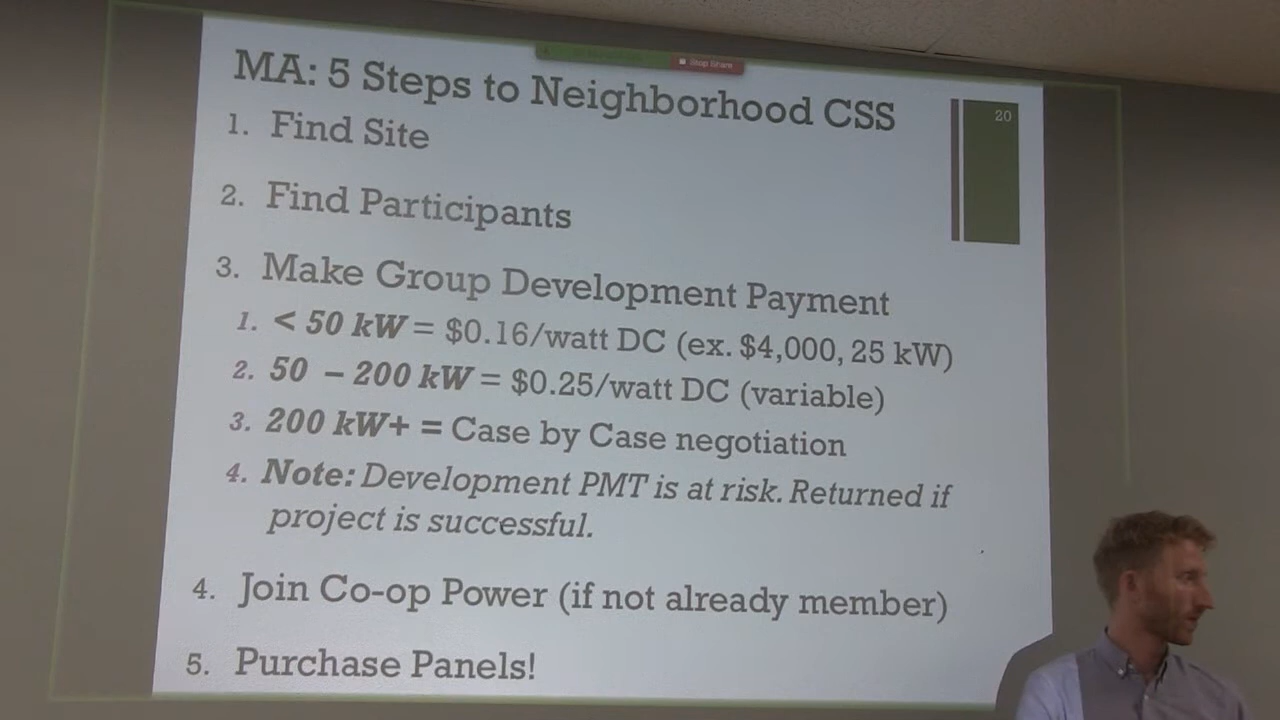 Stop Share
MA: 5 Steps to Neighborhood CSS
20
1. Find Site
2. Find Participants
3. Make Group Development Payment
1. < 50 kW = $0.16/watt DC (ex. $4,000, 25 kW)
2. 50 – 200 kW = $0.25/watt DC (variable)
3. 200 kW+ = Case by Case negotiation
4. Note: Development PMT is at risk. Returned if
project is successful.
4. Join Co-op Power (if not already member)
5. Purchase Panels!